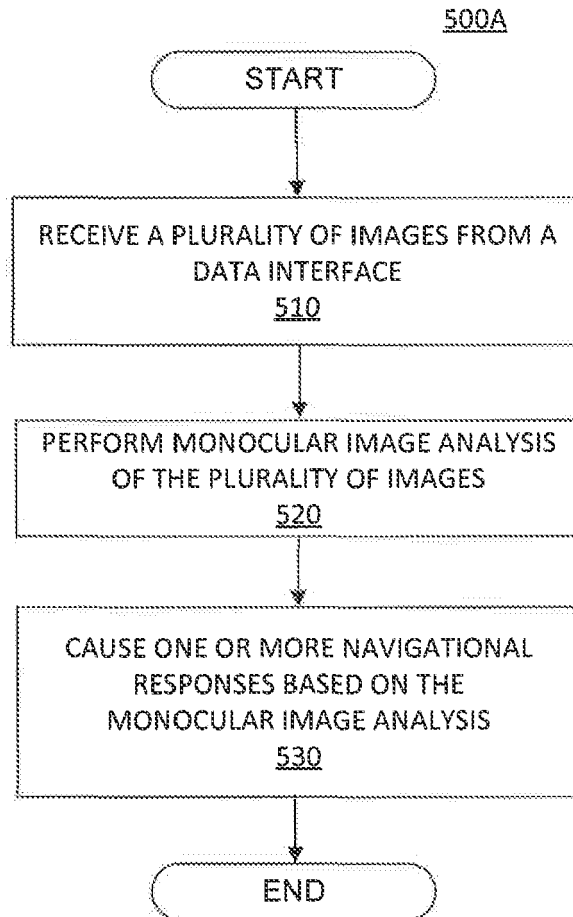 500A
START
RECEIVE A PLURALITY OF IMAGES FROM A
DATA INTERFACE
510
PERFORM MONOCULAR IMAGE ANALYSIS
OF THE PLURALITY OF IMAGES
520
CAUSE ONE OR MORE NAVIGATIONAL
RESPONSES BASED ON THE
MONOCULAR IMAGE ANALYSIS
530
END